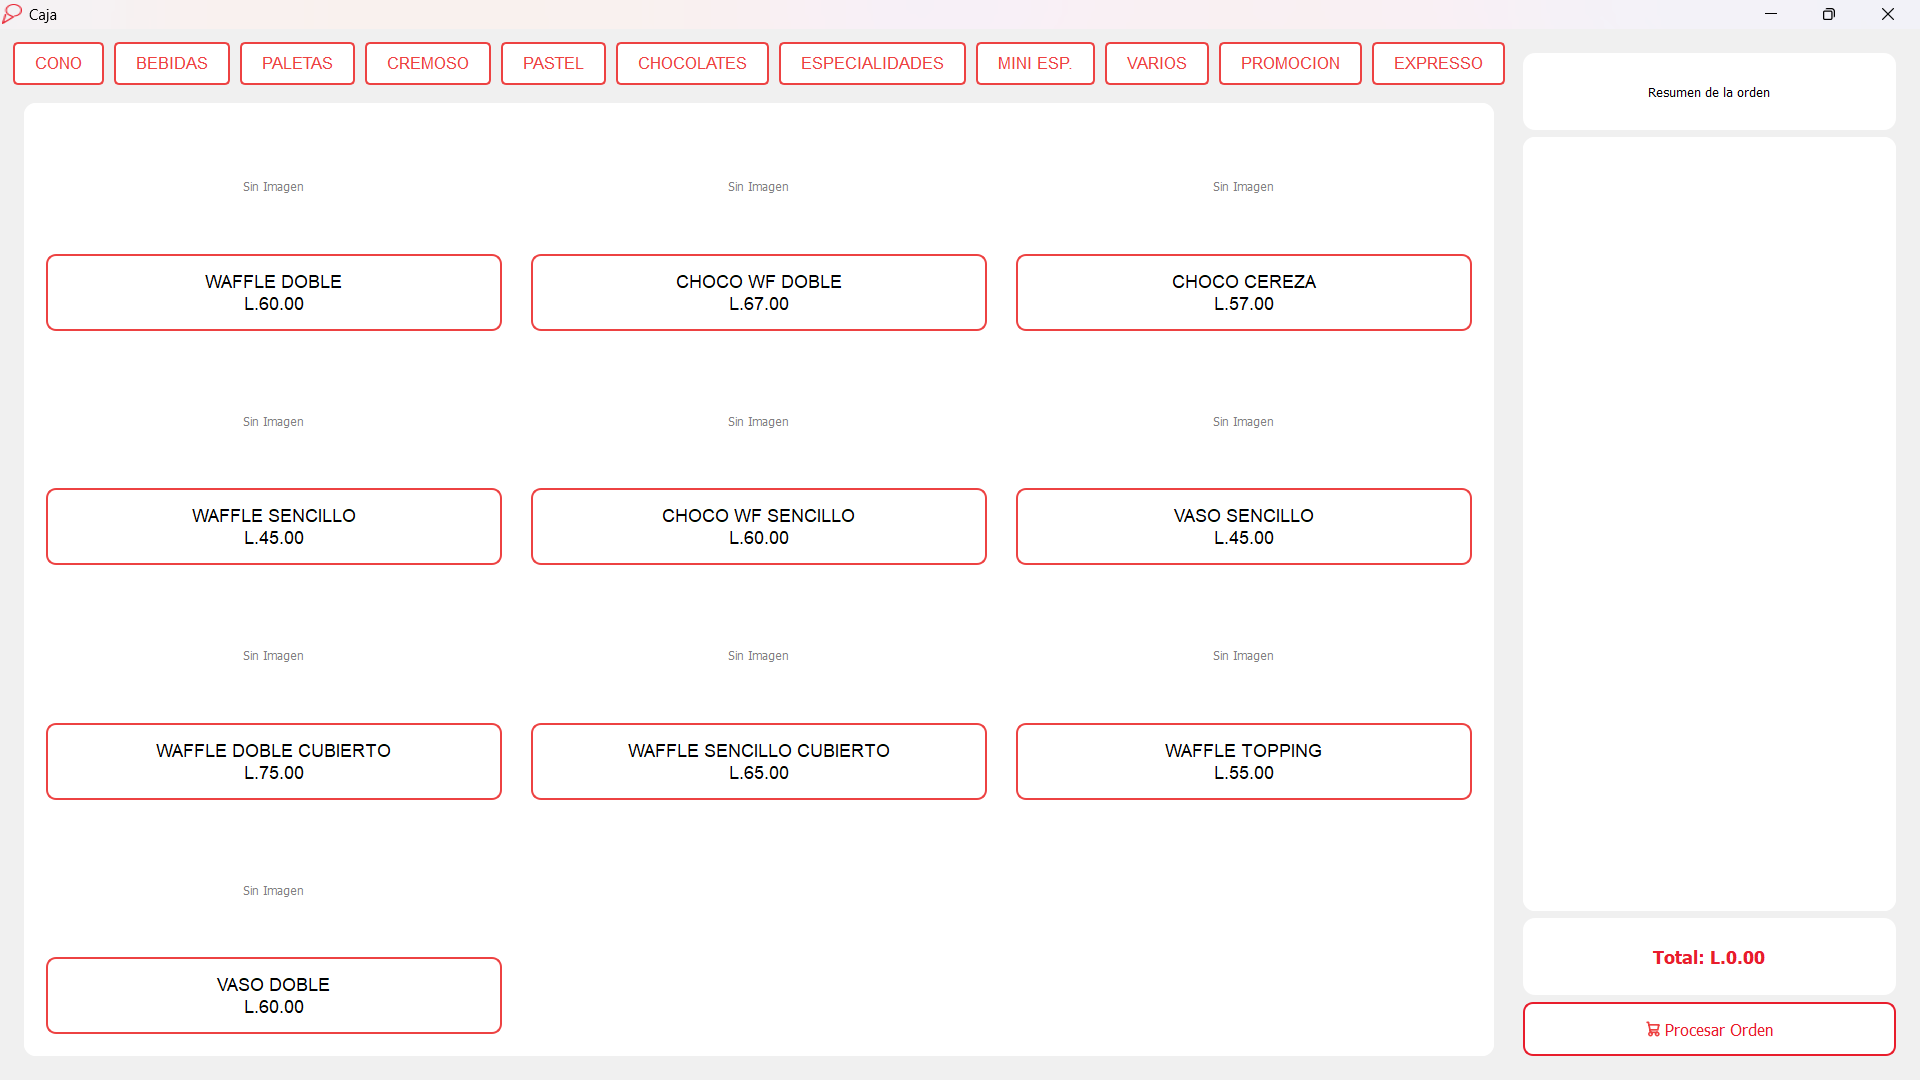 Caja
CONO
BEBIDAS
PALETAS
CREMOSO
PASTEL
CHOCOLATES
ESPECIALIDADES
MINI ESP.
VARIOS
PROMOCION
EXPRESSO
Sin Imagen
Sin Imagen
Sin Imagen
WAFFLE DOBLE
L.60.00
CHOCO WF DOBLE
L.67.00
CHOCO CEREZA
L.57.00
Sin Imagen
Sin Imagen
Sin Imagen
WAFFLE SENCILLO
L.45.00
CHOCO WF SENCILLO
L.60.00
VASO SENCILLO
L.45.00
Sin Imagen
Sin Imagen
Sin Imagen
WAFFLE DOBLE CUBIERTO
L.75.00
WAFFLE SENCILLO CUBIERTO
L.65.00
WAFFLE TOPPING
L.55.00
Sin Imagen
VASO DOBLE
L.60.00
Resumen de la orden
Total: L.0.00
Procesar Orden